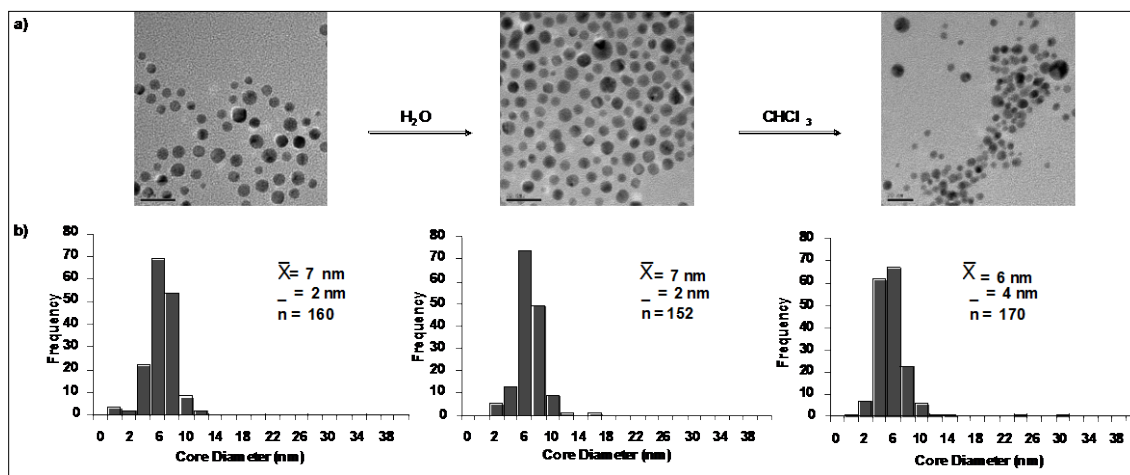 a)
H₂O
CHCl ₃
b)
80
70
60
50
40
30
20
10
0
Frequency
X̅ = 7 nm
_ = 2 nm
n = 160
0 2 6 10 14 18 22 26 30 34 38
Core Diameter (nm)
80
70
60
50
40
30
20
10
0
Frequency
X̅ = 7 nm
_ = 2 nm
n = 152
0 2 6 10 14 18 22 26 30 34 38
Core Diameter (nm)
80
70
60
50
40
30
20
10
0
Frequency
X̅ = 6 nm
_ = 4 nm
n = 170
0 2 6 10 14 18 22 26 30 34 38
Core Diameter (nm)